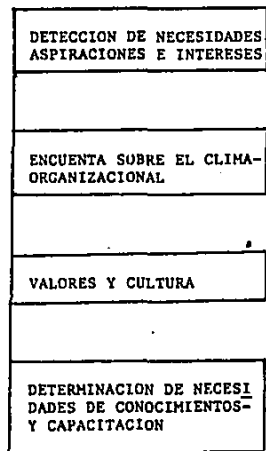 DETECCION DE NECESIDADES
ASPIRACIONES E INTERESES
ENCUENTA SOBRE EL CLIMA-
ORGANIZACIONAL
VALORES Y CULTURA
DETERMINACION DE NECESI
DADES DE CONOCIMIENTOS-
Y CAPACITACION